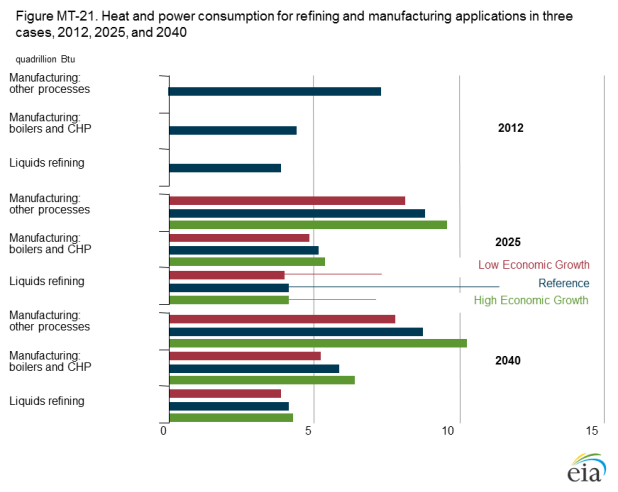 Figure MT-21. Heat and power consumption for refining and manufacturing applications in three
cases, 2012, 2025, and 2040
quadrillion Btu
Manufacturing:
other processes
Manufacturing:
boilers and CHP
2012
Liquids refining
Manufacturing:
other processes
Manufacturing:
boilers and CHP
2025
Low Economic Growth
Liquids refining
Reference
High Economic Growth
Manufacturing:
other processes
Manufacturing:
boilers and CHP
2040
Liquids refining
0 5 10 15
eia